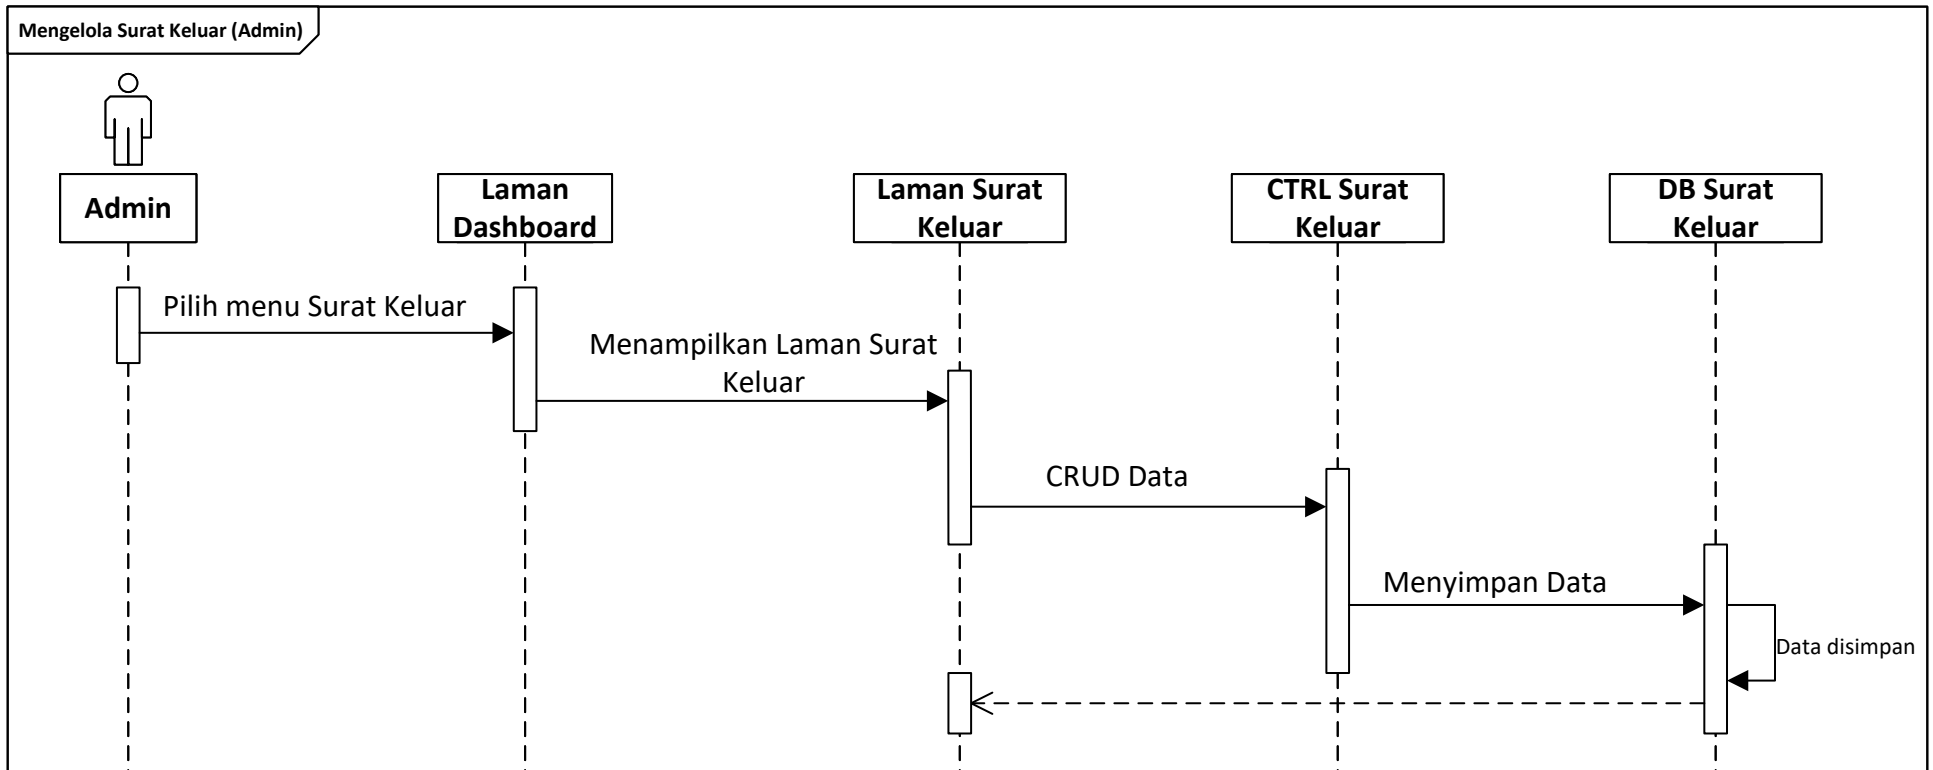 Mengelola Surat Keluar (Admin)
Admin
Laman
Dashboard
Laman Surat
Keluar
CTRL Surat
Keluar
DB Surat
Keluar
Pilih menu Surat Keluar
Menampilkan Laman Surat
Keluar
CRUD Data
Menyimpan Data
Data disimpan